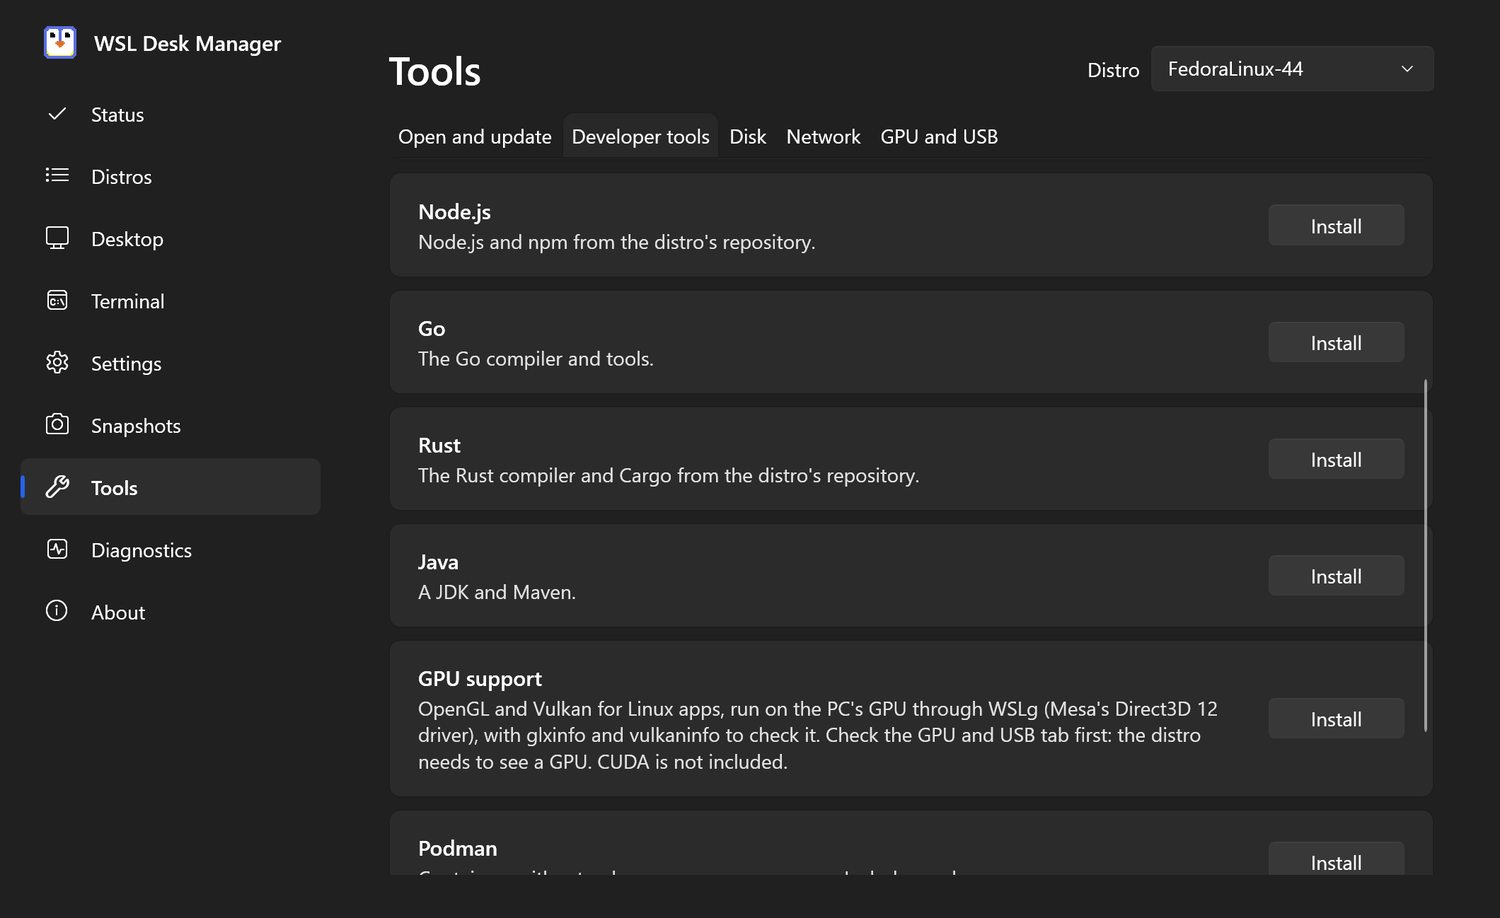 WSL Desk Manager
Status
Distros
Desktop
Terminal
Settings
Snapshots
Tools
Diagnostics
About
Tools
Distro
FedoraLinux-44
Open and update
Developer tools
Disk
Network
GPU and USB
Node.js
Node.js and npm from the distro's repository.
Install
Go
The Go compiler and tools.
Install
Rust
The Rust compiler and Cargo from the distro's repository.
Install
Java
A JDK and Maven.
Install
GPU support
OpenGL and Vulkan for Linux apps, run on the PC's GPU through WSLg (Mesa's Direct3D 12
driver), with glxinfo and vulkaninfo to check it. Check the GPU and USB tab first: the distro
needs to see a GPU. CUDA is not included.
Install
Podman
Install